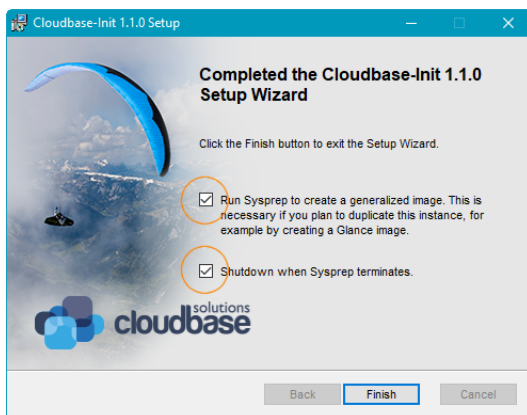 Cloudbase-Init 1.1.0 Setup
Completed the Cloudbase-Init 1.1.0
Setup Wizard
Click the Finish button to exit the Setup Wizard.
Run Sysprep to create a generalized image. This is
necessary if you plan to duplicate this instance, for
example by creating a Glance image.
Shutdown when Sysprep terminates.
solutions
cloudbase
Back
Finish
Cancel